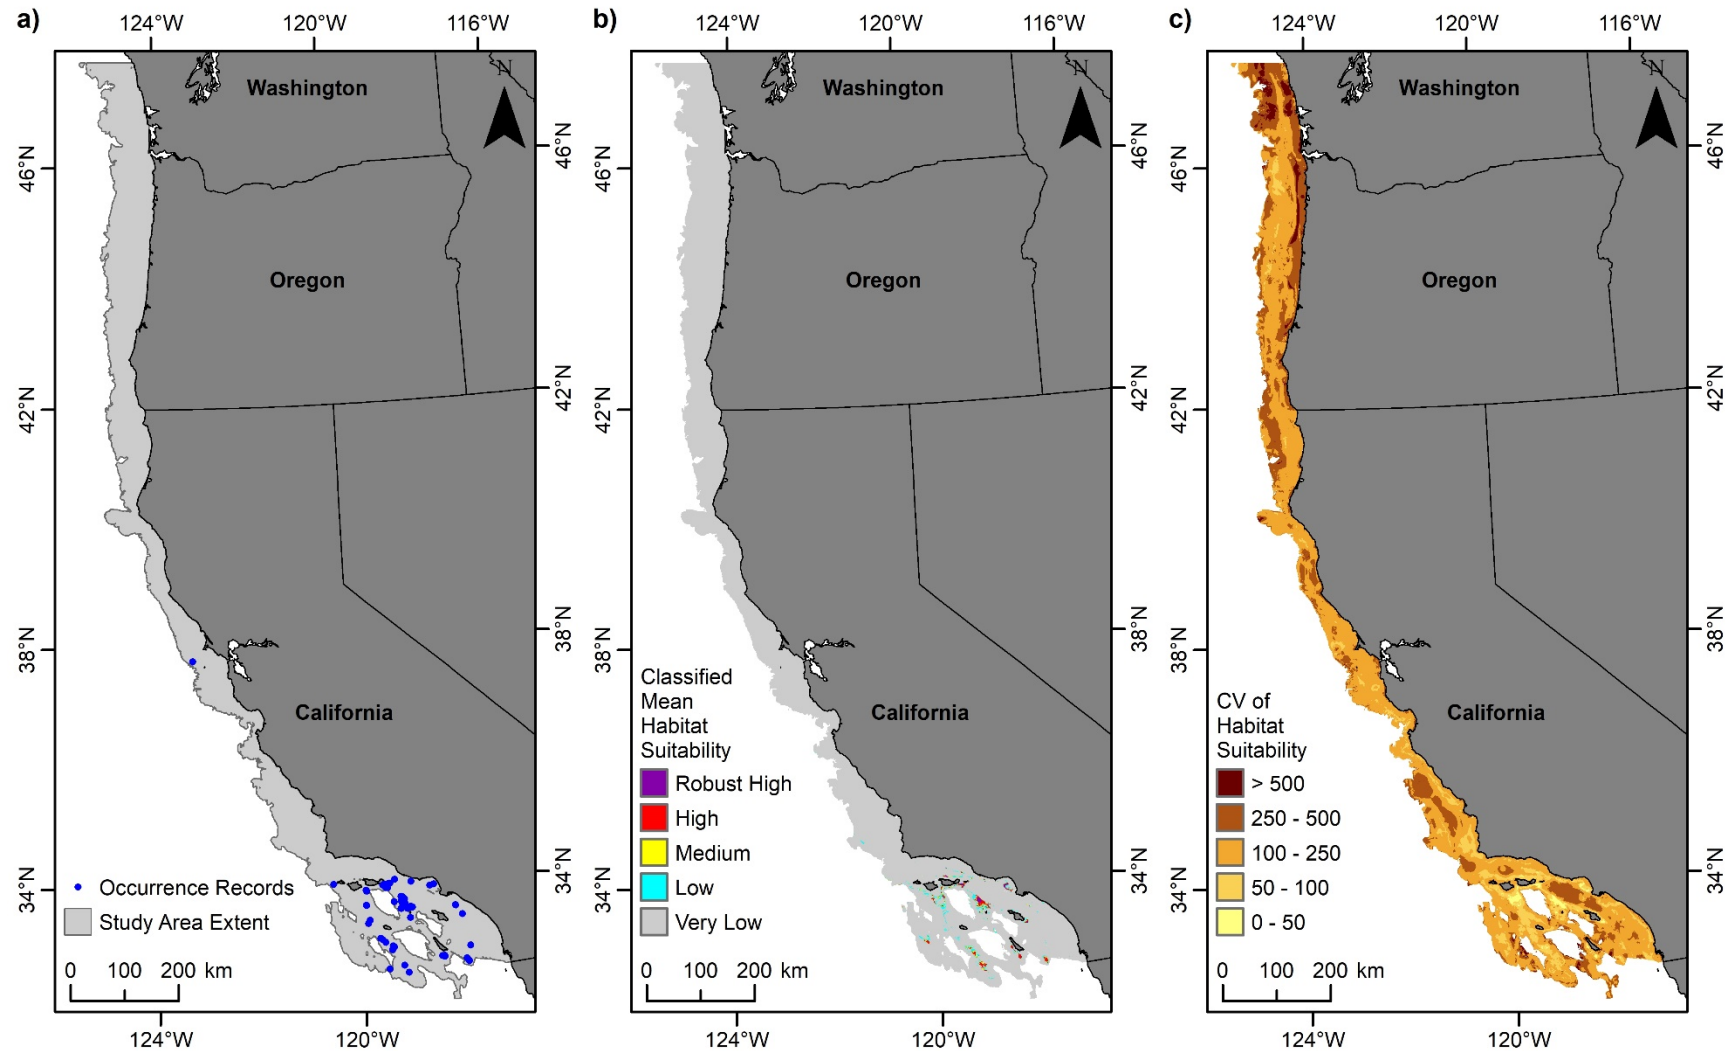 a)
124°W
120°W
116°W
Washington
N
46°N
46°N
Oregon
42°N
42°N
38°N
38°N
California
34°N
34°N
Occurrence Records
Study Area Extent
0 100 200 km
124°W
120°W
b)
124°W
120°W
116°W
Washington
N
46°N
46°N
Oregon
42°N
42°N
38°N
38°N
Classified
Mean
Habitat
Suitability
California
Robust High
High
Medium
Low
Very Low
34°N
34°N
0 100 200 km
124°W
120°W
c)
124°W
120°W
116°W
Washington
N
46°N
46°N
Oregon
42°N
42°N
38°N
38°N
CV of
Habitat
Suitability
California
> 500
250 - 500
100 - 250
50 - 100
0 - 50
34°N
34°N
0 100 200 km
124°W
120°W